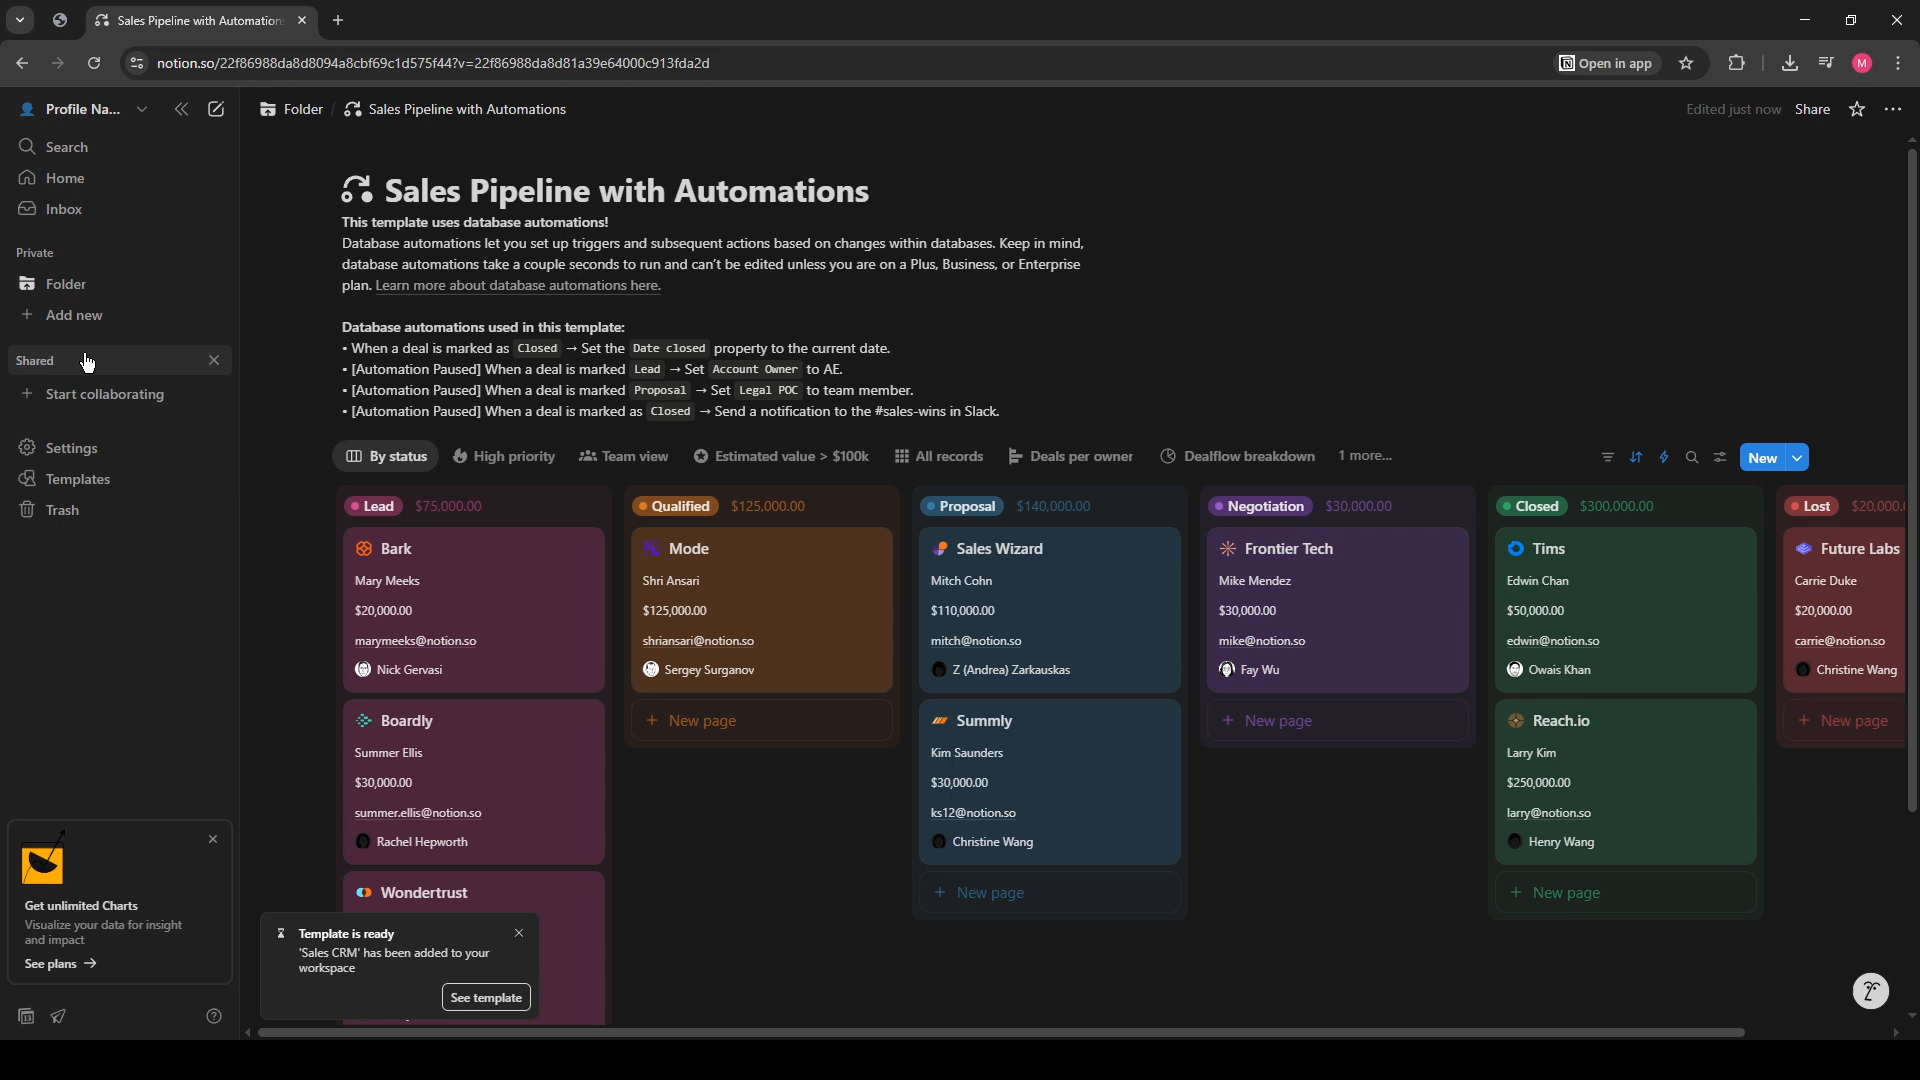 Sales Pipeline with Automations
notion.so/22f86988da8d8094a8cbf69c1d575f44?v=22f86988da8d81a39e64000c913fda2d
Open in app
M
Profile Na...
Folder / Sales Pipeline with Automations
Edited just now
Share
Search
Home
Inbox
Private
Folder
+ Add new
Shared
+ Start collaborating
Settings
Templates
Trash
Get unlimited Charts
Visualize your data for insight
and impact
See plans →
Sales Pipeline with Automations
This template uses database automations!
Database automations let you set up triggers and subsequent actions based on changes within databases. Keep in mind,
database automations take a couple seconds to run and can't be edited unless you are on a Plus, Business, or Enterprise
plan. Learn more about database automations here.
Database automations used in this template:
• When a deal is marked as Closed → Set the Date closed property to the current date.
• [Automation Paused] When a deal is marked Lead → Set Account Owner to AE.
• [Automation Paused] When a deal is marked Proposal → Set Legal POC to team member.
• [Automation Paused] When a deal is marked as Closed → Send a notification to the #sales-wins in Slack.
By status
High priority
Team view
Estimated value > $100k
All records
Deals per owner
Dealflow breakdown
1 more...
New
Lead $75,000.00
Bark
Mary Meeks
$20,000.00
marymeeks@notion.so
Nick Gervasi
Boardly
Summer Ellis
$30,000.00
summer.ellis@notion.so
Rachel Hepworth
Wondertrust
Qualified $125,000.00
Mode
Shri Ansari
$125,000.00
shriansari@notion.so
Sergey Surganov
+ New page
Proposal $140,000.00
Sales Wizard
Mitch Cohn
$110,000.00
mitch@notion.so
Z (Andrea) Zarkauskas
Summly
Kim Saunders
$30,000.00
ks12@notion.so
Christine Wang
+ New page
Negotiation $30,000.00
Frontier Tech
Mike Mendez
$30,000.00
mike@notion.so
Fay Wu
+ New page
Closed $300,000.00
Tims
Edwin Chan
$50,000.00
edwin@notion.so
Owais Khan
Reach.io
Larry Kim
$250,000.00
larry@notion.so
Henry Wang
+ New page
Lost $20,000.
Future Labs
Carrie Duke
$20,000.00
carrie@notion.so
Christine Wang
+ New page
Template is ready
'Sales CRM' has been added to your
workspace
See template